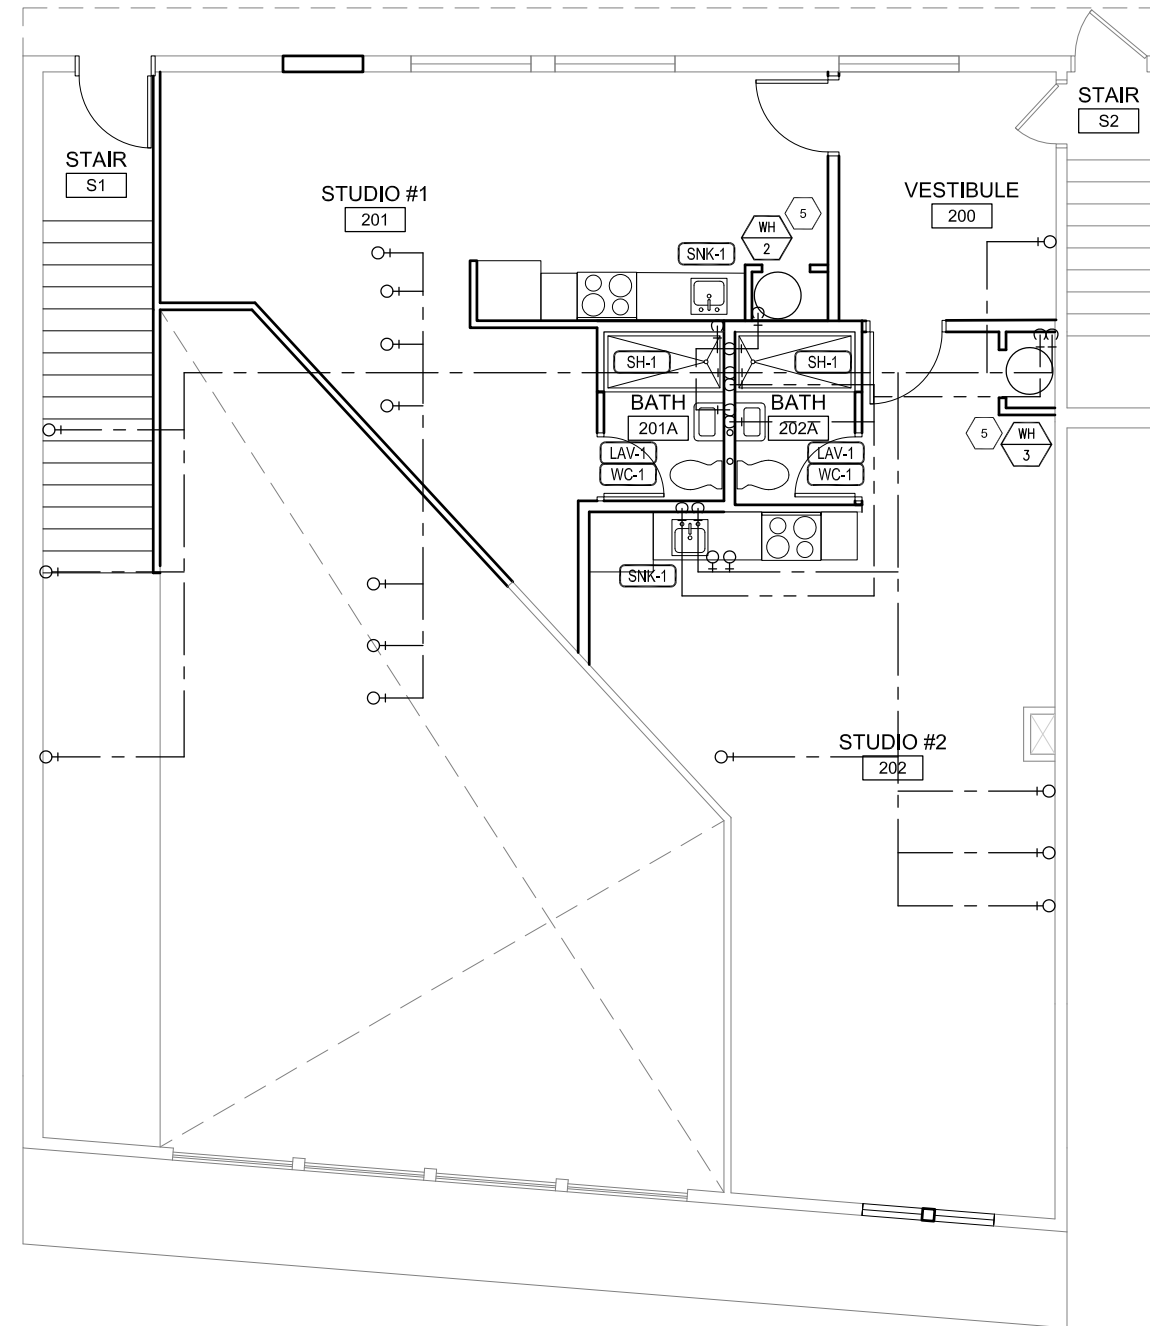 STAIR
S2
STAIR
S1
STUDIO #1
201
VESTIBULE
200
5
WH
2
SNK-1
SH-1
SH-1
BATH
201A
BATH
202A
LAV-1
WC-1
LAV-1
WC-1
5
WH
3
SNK-1
STUDIO #2
202